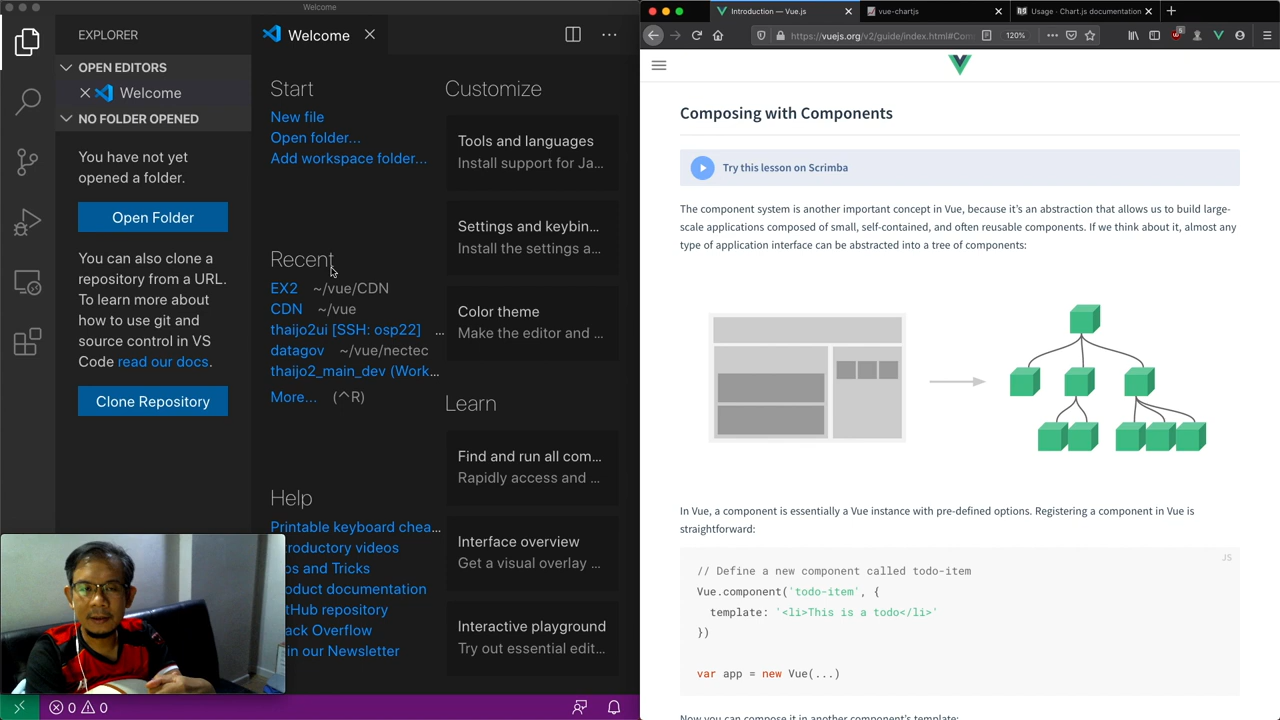 Welcome
EXPLORER
OPEN EDITORS
Welcome
NO FOLDER OPENED
You have not yet
opened a folder.
Open Folder
You can also clone a
repository from a URL.
To learn more about
how to use git and
source control in VS
Code read our docs.
Clone Repository
Welcome
Start
New file
Open folder...
Add workspace folder...
Recent
EX2 ~/vue/CDN
CDN ~/vue
thaijo2ui [SSH: osp22] ...
datagov ~/vue/nectec
thaijo2_main_dev (Work...
More... (^R)
Help
Printable keyboard chea...
troductory videos
ps and Tricks
oduct documentation
tHub repository
ack Overflow
in our Newsletter
Customize
Tools and languages
Install support for Ja...
Settings and keybin...
Install the settings a...
Color theme
Make the editor and ...
Learn
Find and run all com...
Rapidly access and ...
Interface overview
Get a visual overlay ...
Interactive playground
Try out essential edit...
0 0
Introduction — Vue.js
vue-chartjs
Usage · Chart.js documentation
https://vuejs.org/v2/guide/index.html#Com
120%
Composing with Components
Try this lesson on Scrimba
The component system is another important concept in Vue, because it's an abstraction that allows us to build large-
scale applications composed of small, self-contained, and often reusable components. If we think about it, almost any
type of application interface can be abstracted into a tree of components:
In Vue, a component is essentially a Vue instance with pre-defined options. Registering a component in Vue is
straightforward:
JS
// Define a new component called todo-item
Vue.component('todo-item', {
template: '<li>This is a todo</li>'
})
var app = new Vue(...)
Now you can compose it in another component's template: